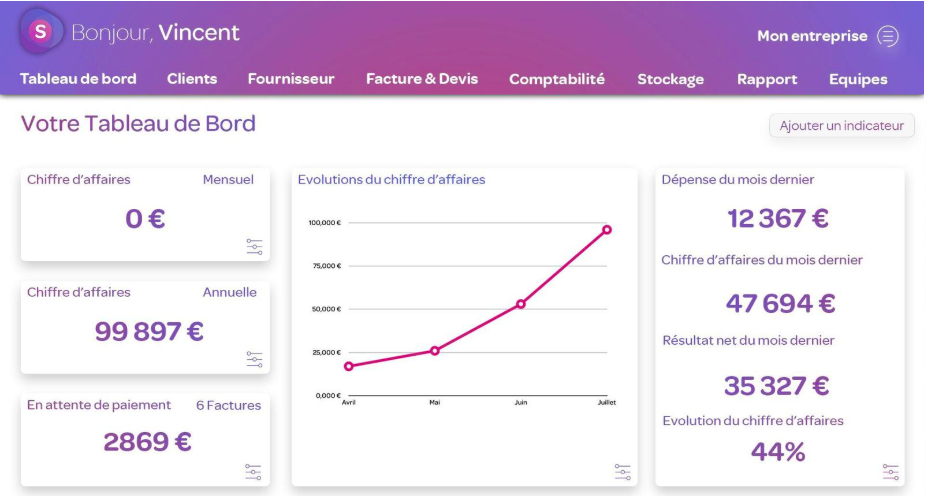 S
Bonjour, Vincent
Mon entreprise
Tableau de bord Clients Fournisseur Facture & Devis Comptabilité Stockage Rapport Equipes
Votre Tableau de Bord
Ajouter un indicateur
Chiffre d'affaires Mensuel
0 €
Chiffre d'affaires Annuelle
99 897 €
En attente de paiement 6 Factures
2869 €
Evolutions du chiffre d'affaires
100,000 €
75,000 €
50,000 €
25,000 €
0,000 €
Avril Mai Juin Juillet
Dépense du mois dernier
12 367 €
Chiffre d'affaires du mois dernier
47 694 €
Résultat net du mois dernier
35 327 €
Evolution du chiffre d'affaires
44%